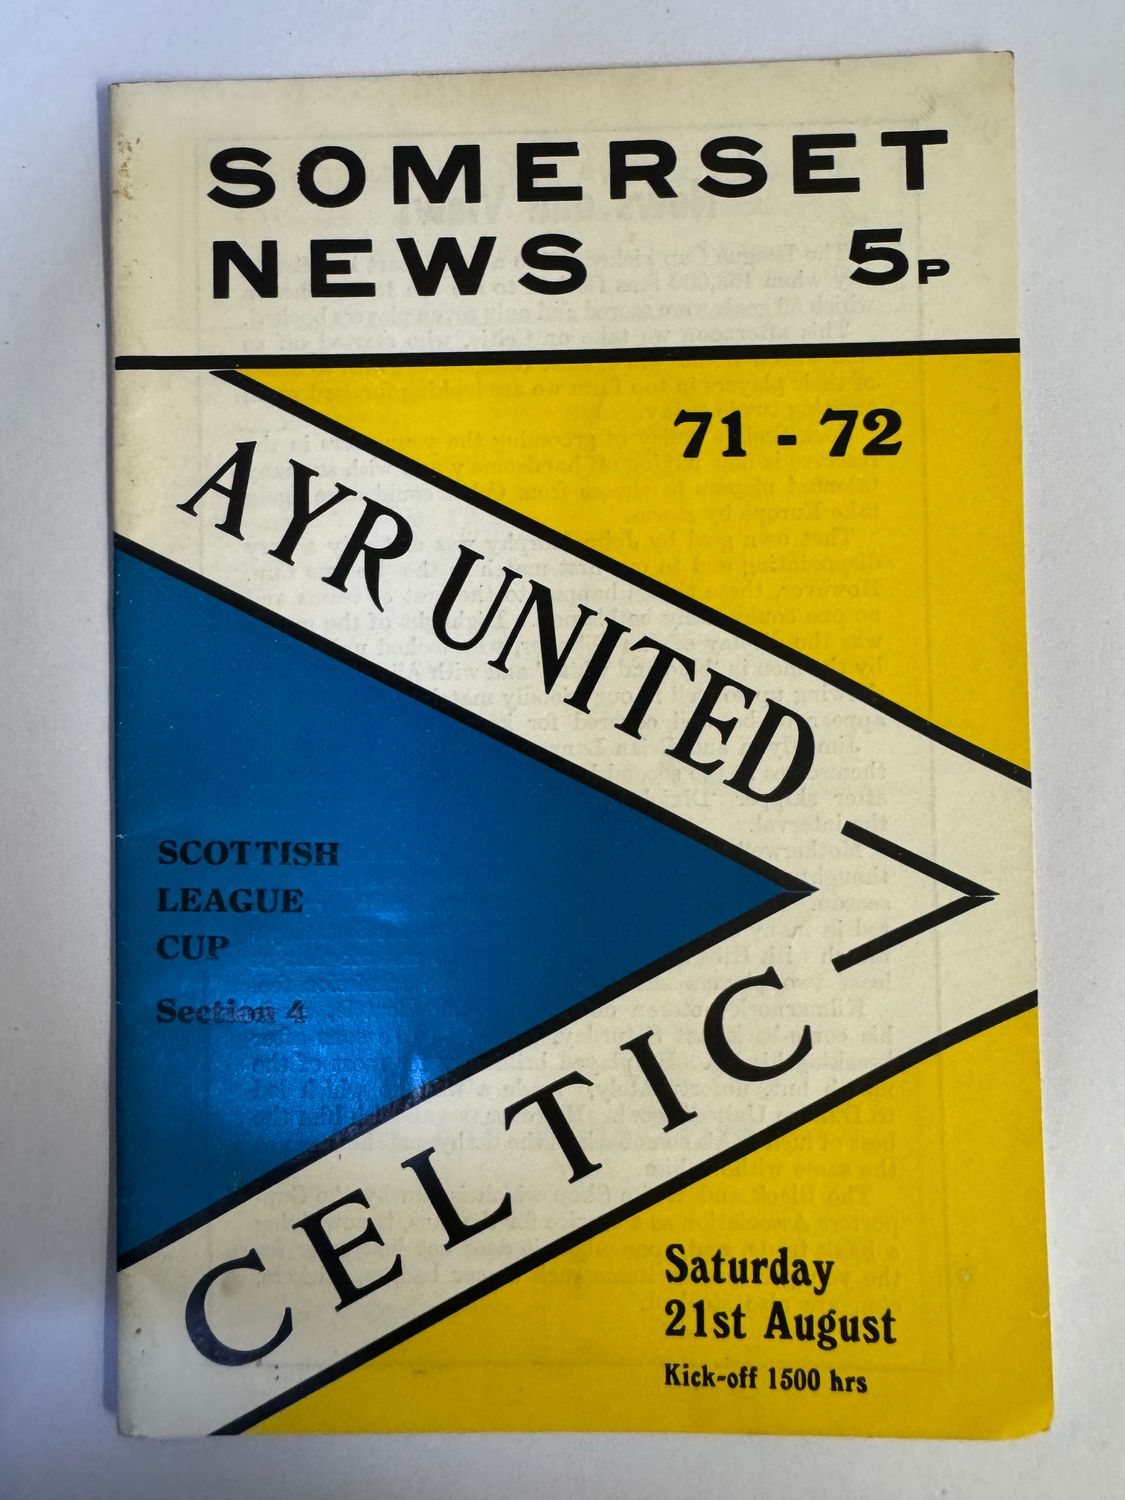 SOMERSET
NEWS 5P
71 - 72
AYR UNITED
V
CELTIC
SCOTTISH
LEAGUE
CUP
Section 4
Saturday
21st August
Kick-off 1500 hrs